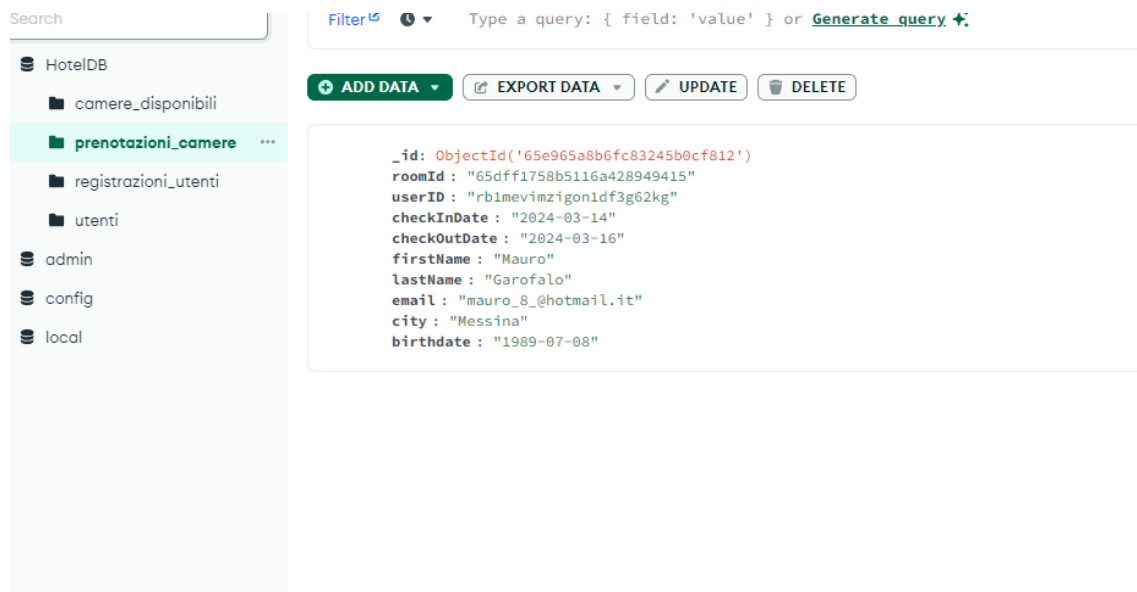 Search
HotelDB
camere_disponibili
prenotazioni_camere
registrazioni_utenti
utenti
admin
config
local
Filter Type a query: { field: 'value' } or Generate query
ADD DATA EXPORT DATA UPDATE DELETE
_id: ObjectId('65e965a8b6fc83245b0cf812')
roomId : "65dff1758b5116a428949415"
userID : "rb1mevimzigon1df3g62kg"
checkInDate : "2024-03-14"
checkOutDate : "2024-03-16"
firstName : "Mauro"
lastName : "Garofalo"
email : "mauro_8_@hotmail.it"
city : "Messina"
birthdate : "1989-07-08"